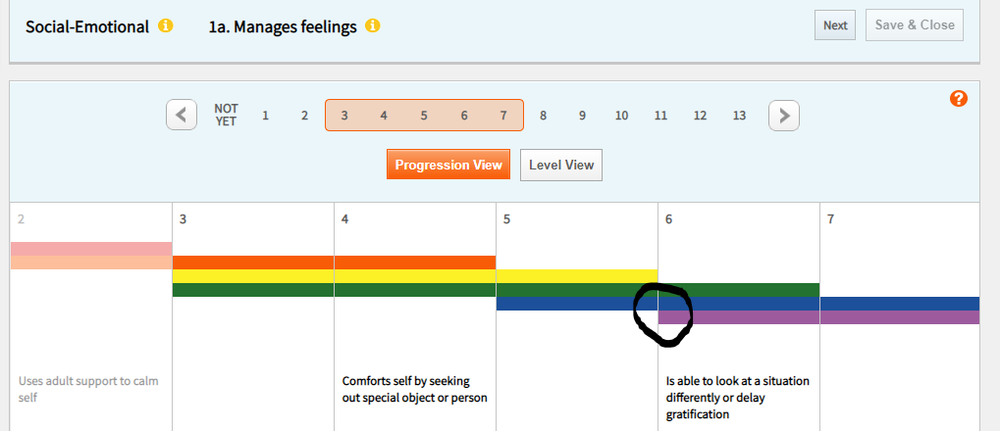 Social-Emotional i 1a. Manages feelings i Next Save & Close
?
NOT YET 1 2 3 4 5 6 7 8 9 10 11 12 13
Progression View Level View
2 3 4 5 6 7
Uses adult support to calm
self
Comforts self by seeking
out special object or person
Is able to look at a situation
differently or delay
gratification